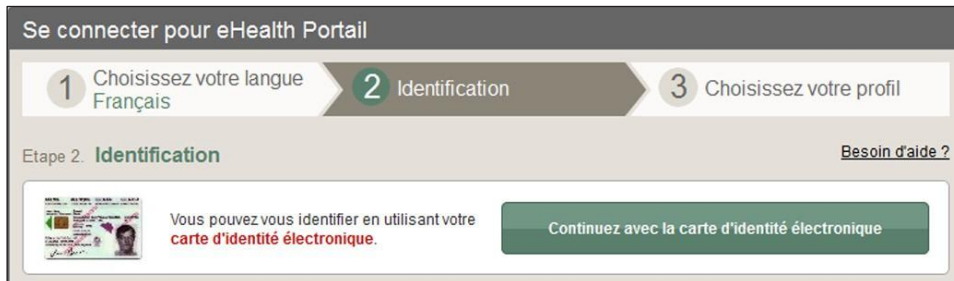 Se connecter pour eHealth Portail
1 Choisissez votre langue
Français
2 Identification
3 Choisissez votre profil
Etape 2. Identification
Besoin d'aide ?
Vous pouvez vous identifier en utilisant votre
carte d'identité électronique.
Continuez avec la carte d'identité électronique